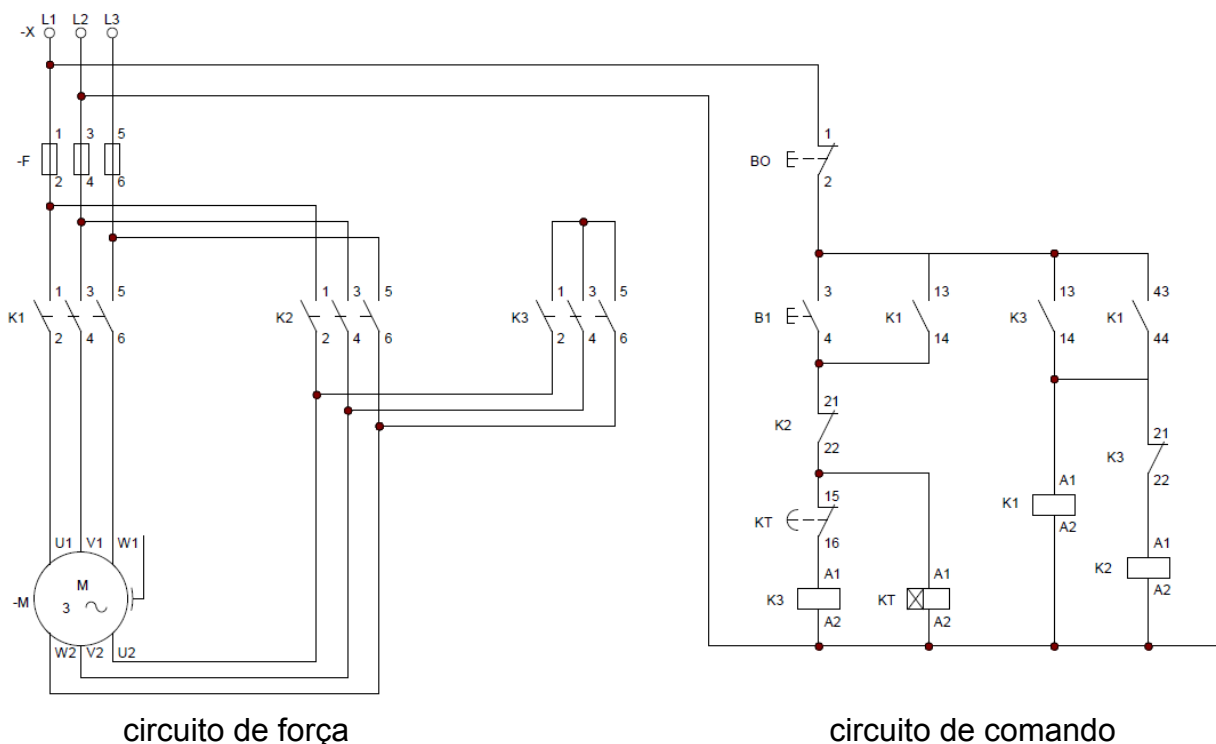 L1 L2 L3
-X
1 3 5
-F
2 4 6
1
BO
2
1 3 5
K1
2 4 6
1 3 5
K2
2 4 6
1 3 5
K3
2 4 6
3
B1
4
13
K1
14
13
K3
14
43
K1
44
21
K2
22
21
K3
22
15
KT
16
A1
K1
A2
A1
K2
A2
A1
K3
A2
A1
KT
A2
U1 V1 W1
M
-M
3
W2 V2 U2
circuito de força
circuito de comando